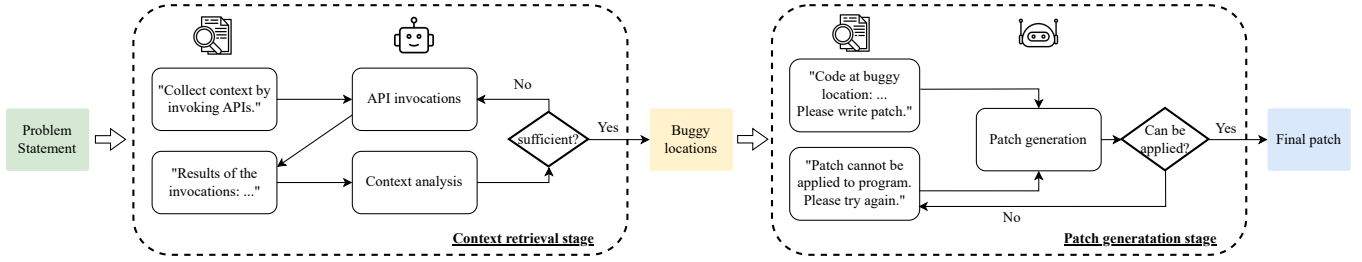 Problem
Statement
"Collect context by
invoking APIs."
API invocations
"Results of the
invocations: ..."
Context analysis
No
sufficient?
Yes
Context retrieval stage
Buggy
locations
"Code at buggy
location: ...
Please write patch."
"Patch cannot be
applied to program.
Please try again."
Patch generation
Can be
applied?
No
Yes
Patch generatation stage
Final patch